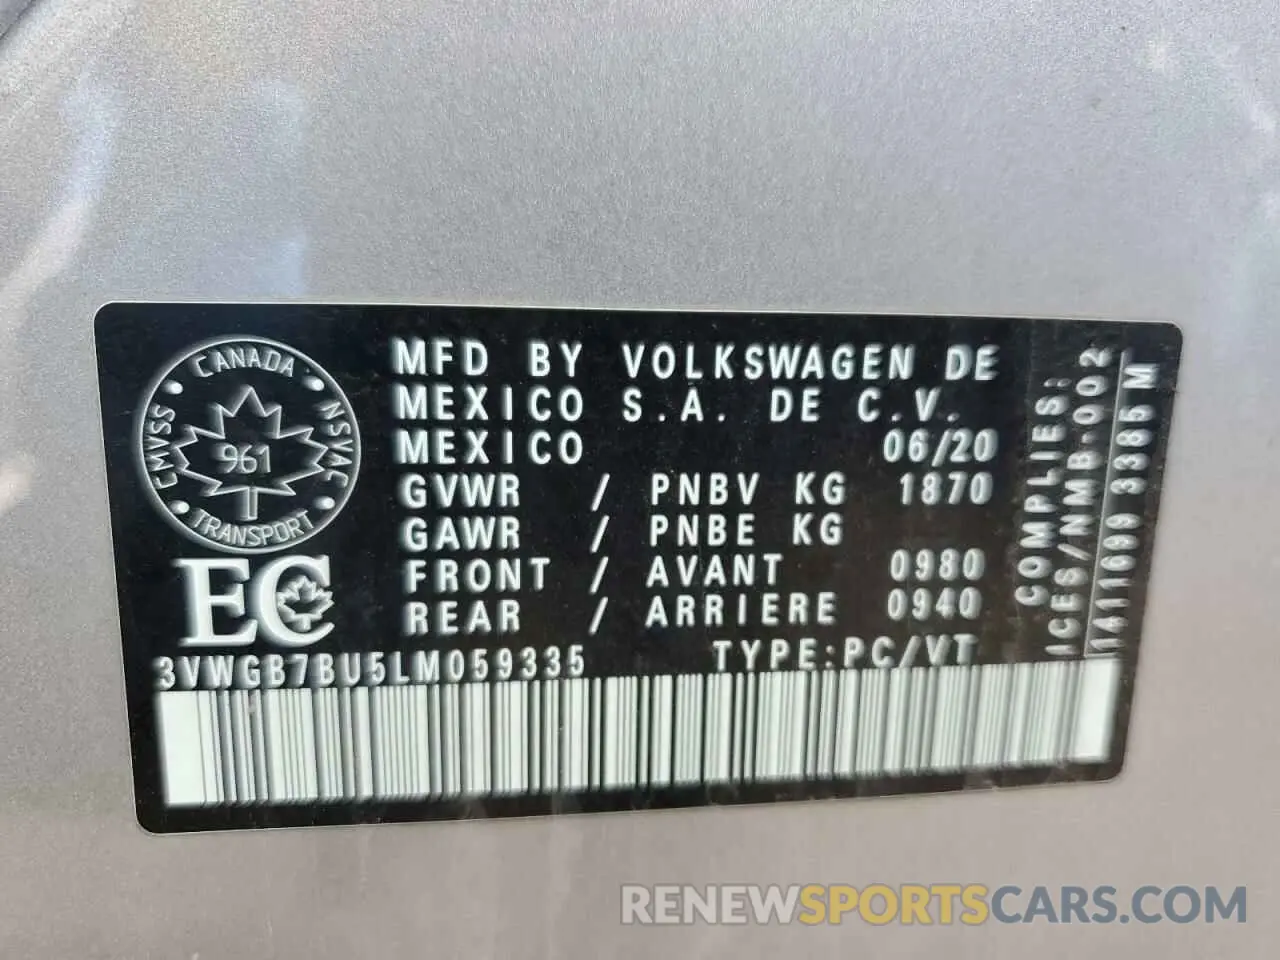 CANADA
CMVSS
NSVAC
961
TRANSPORT
EC
MFD BY VOLKSWAGEN DE
MEXICO S.A. DE C.V.
MEXICO 06/20
GVWR / PNBV KG 1870
GAWR / PNBE KG
FRONT / AVANT 0980
REAR / ARRIERE 0940
3VWGB7BU5LM059335 TYPE:PC/VT
COMPLIES:
ICES/NMB-002
1411699 3385 M
RENEWSPORTSCARS.COM